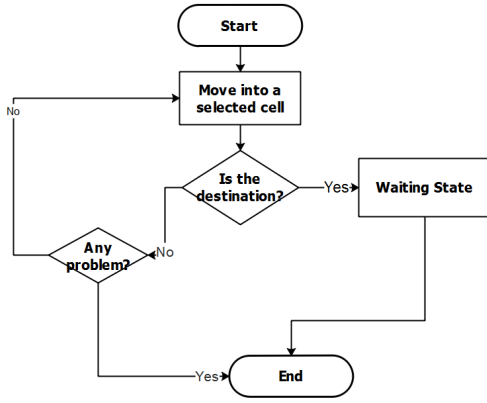 Start
Move into a
selected cell
No
Is the
destination?
Yes
Waiting State
No
Any
problem?
Yes
End